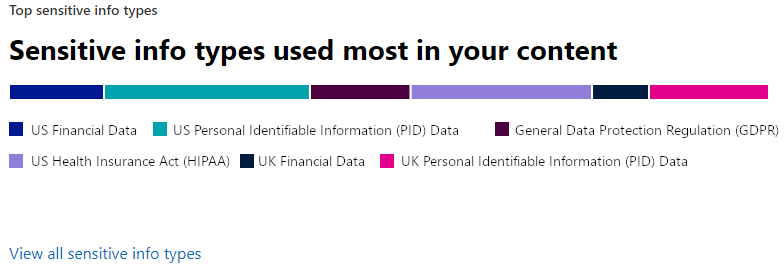 Top sensitive info types
Sensitive info types used most in your content
US Financial Data US Personal Identifiable Information (PID) Data General Data Protection Regulation (GDPR)
US Health Insurance Act (HIPAA) UK Financial Data UK Personal Identifiable Information (PID) Data
View all sensitive info types